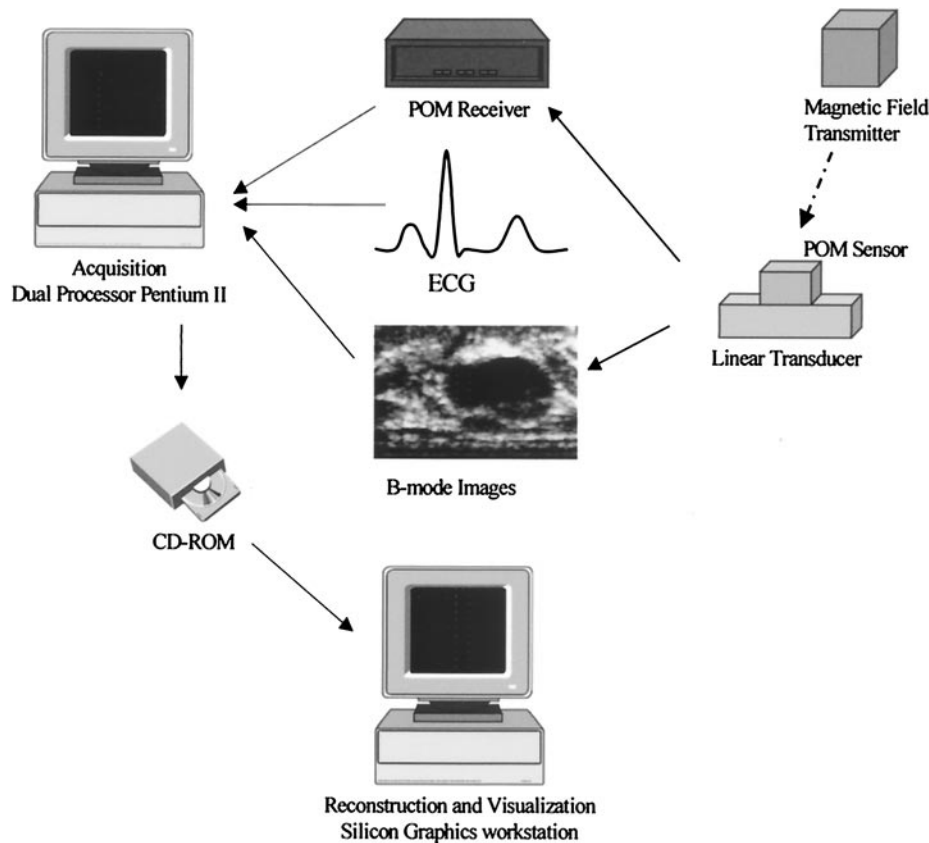 POM Receiver
Magnetic Field
Transmitter
POM Sensor
Acquisition
Dual Processor Pentium II
ECG
Linear Transducer
B-mode Images
CD-ROM
Reconstruction and Visualization
Silicon Graphics workstation